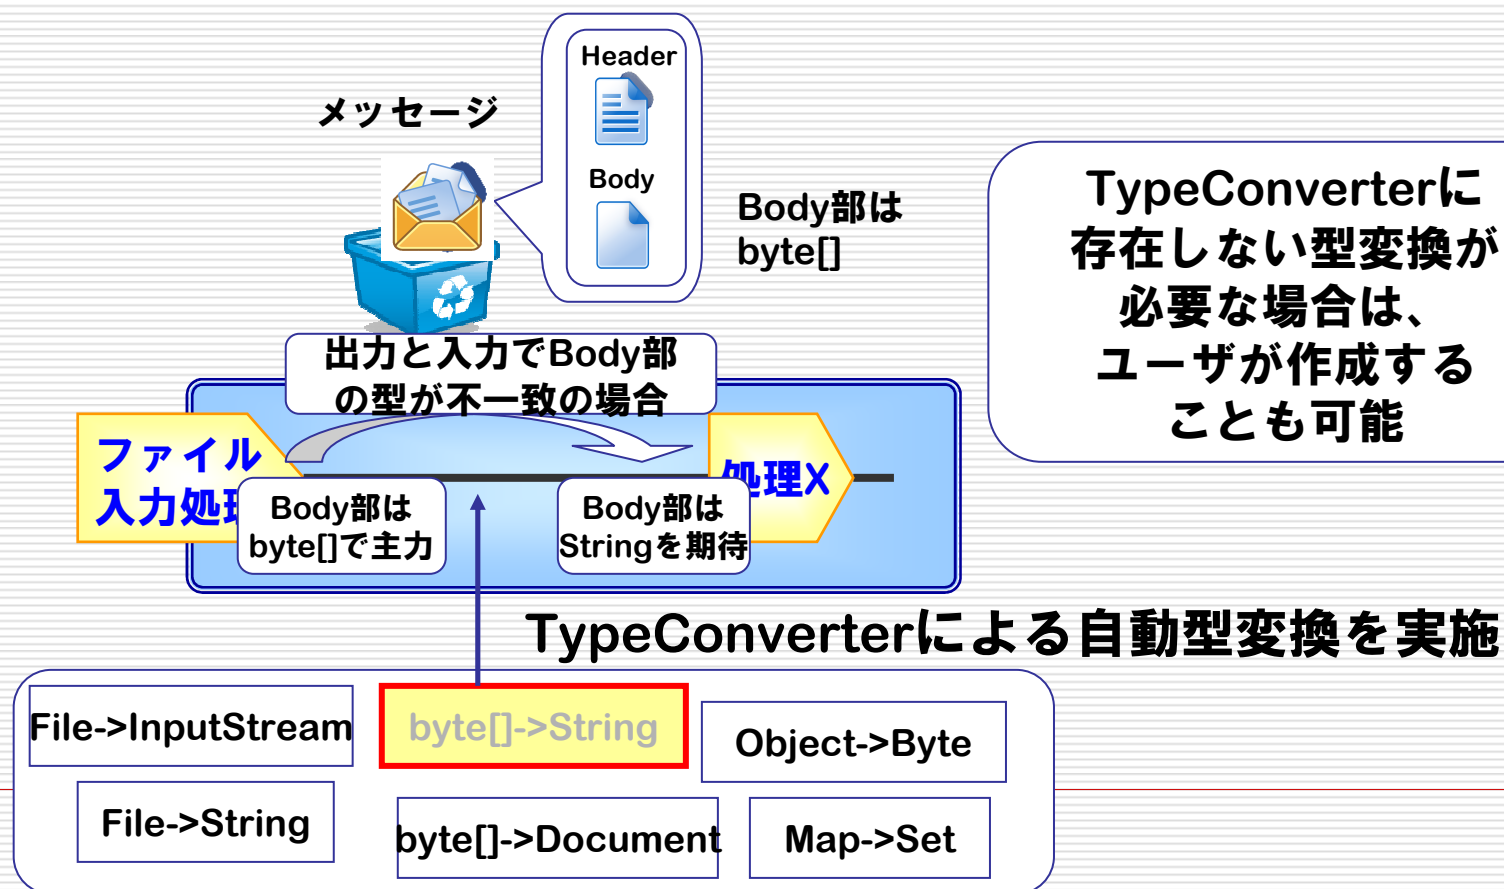 Header
メッセージ
Body
Body部は
byte[]
TypeConverterに
存在しない型変換が
必要な場合は、
ユーザが作成する
ことも可能
出力と入力でBody部
の型が不一致の場合
ファイル
入力処理
処理X
Body部は
byte[]で主力
Body部は
Stringを期待
TypeConverterによる自動型変換を実施
File->InputStream
byte[]->String
Object->Byte
File->String
byte[]->Document
Map->Set